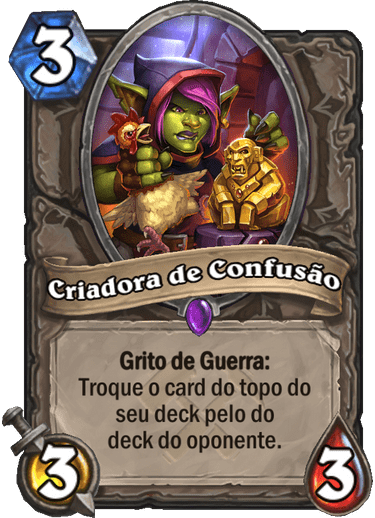 3
Criadora de Confusão
Grito de Guerra:
Troque o card do topo do
seu deck pelo do
deck do oponente.
3
3